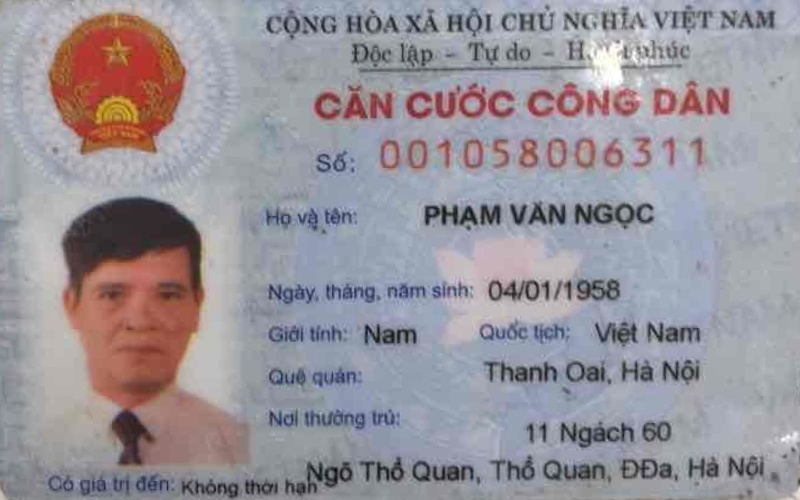 CỘNG HÒA XÃ HỘI CHỦ NGHĨA VIỆT NAM
Độc lập - Tự do - H phúc
CĂN CƯỚC CÔNG DÂN
Số: 001058006311
Họ và tên: PHẠM VĂN NGỌC
Ngày, tháng, năm sinh: 04/01/1958
Giới tính: Nam Quốc tịch: Việt Nam
Quê quán: Thanh Oai, Hà Nội
Nơi thường trú: 11 Ngách 60
Ngõ Thổ Quan, Thổ Quan, ĐĐa, Hà Nội
Có giá trị đến: Không thời hạn